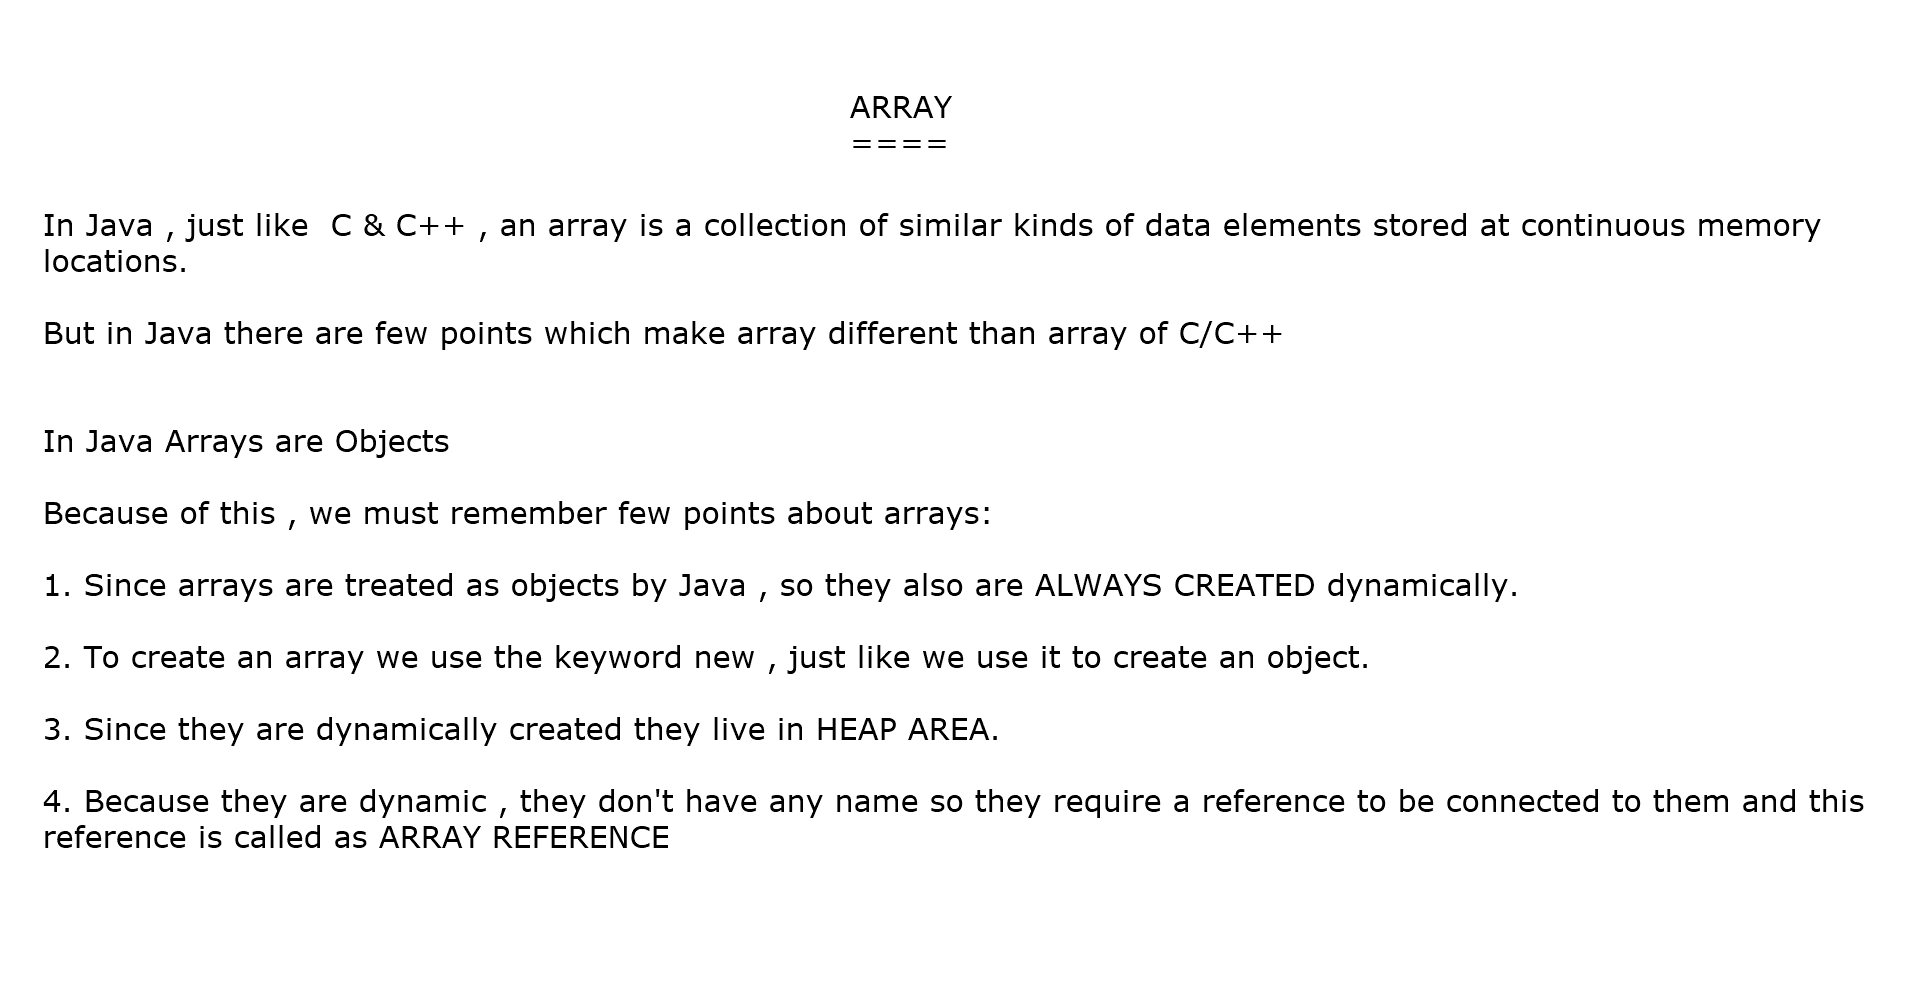 ARRAY
====
In Java , just like  C & C++ , an array is a collection of similar kinds of data elements stored at continuous memory
locations.
But in Java there are few points which make array different than array of C/C++
In Java Arrays are Objects
Because of this , we must remember few points about arrays:
1. Since arrays are treated as objects by Java , so they also are ALWAYS CREATED dynamically.
2. To create an array we use the keyword new , just like we use it to create an object.
3. Since they are dynamically created they live in HEAP AREA.
4. Because they are dynamic , they don't have any name so they require a reference to be connected to them and this
reference is called as ARRAY REFERENCE